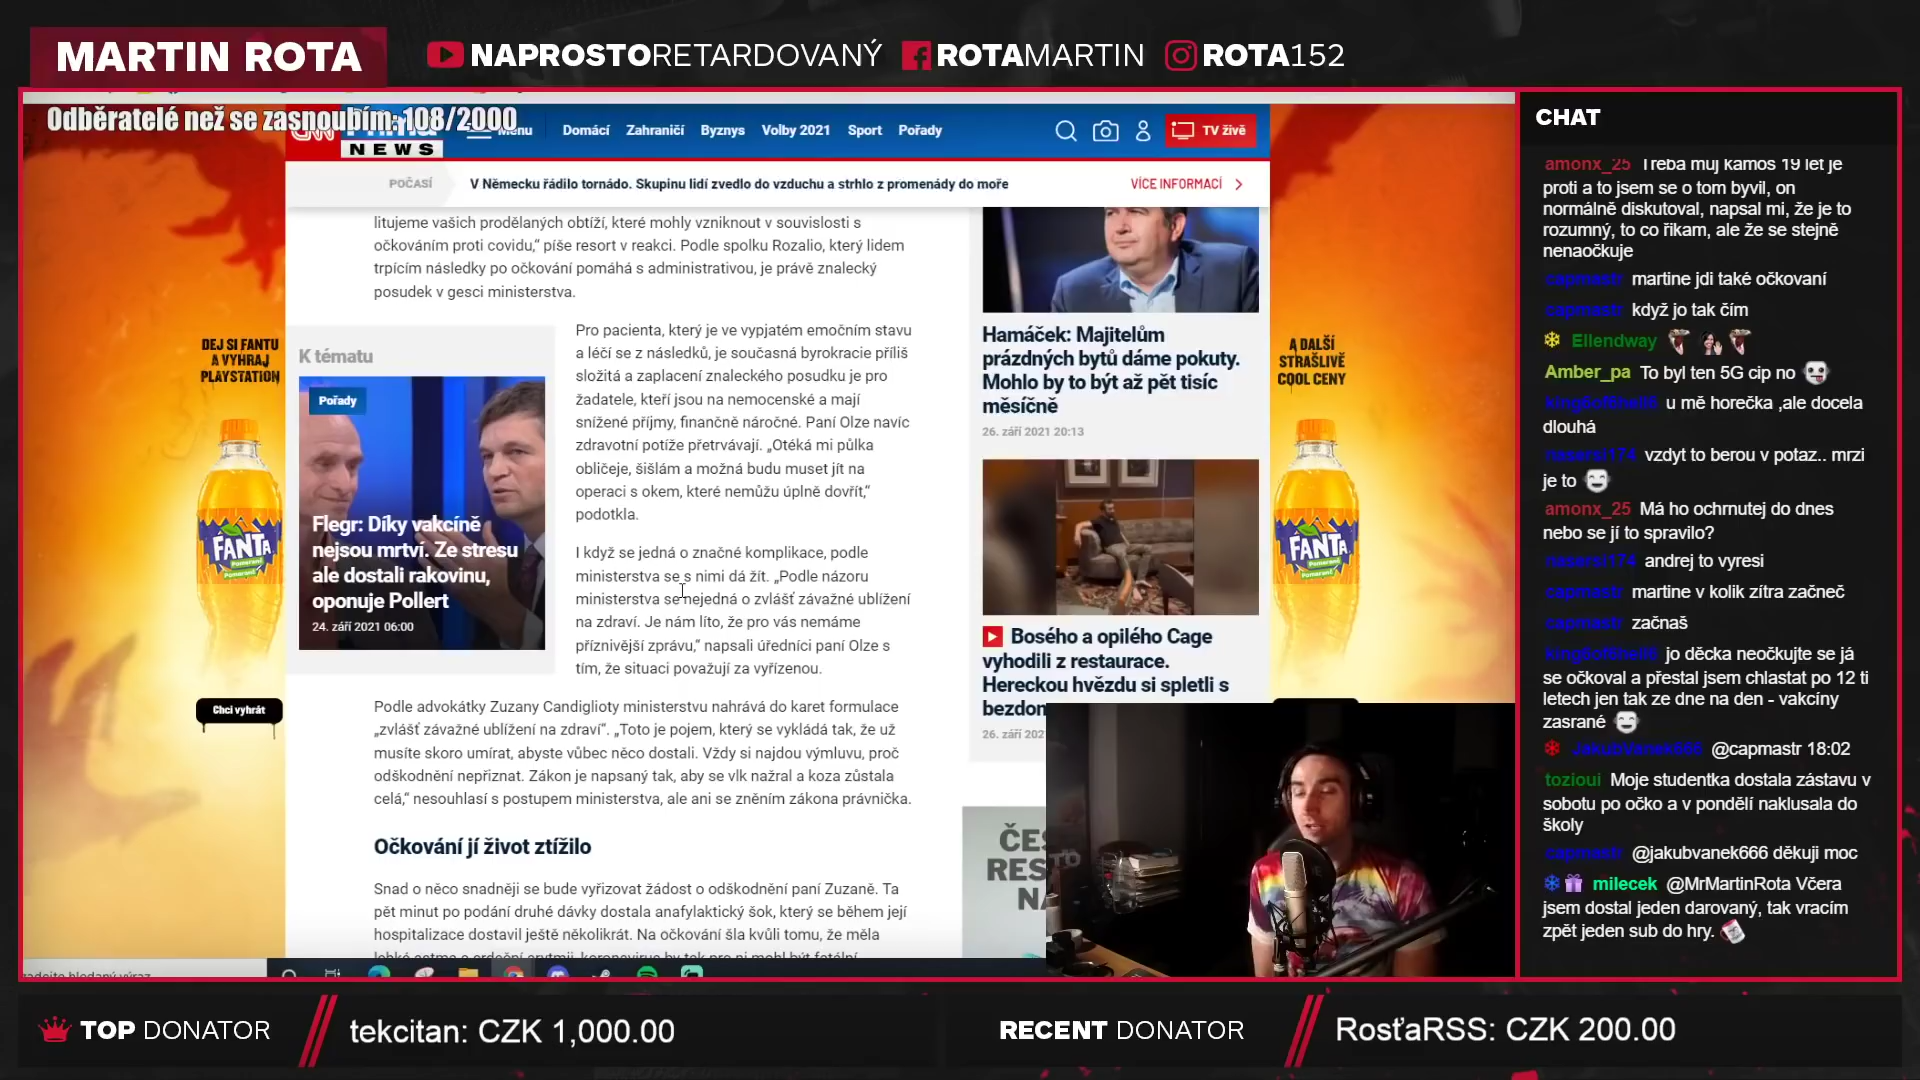 MARTIN ROTA
NAPROSTORETARDOVANÝ
ROTAMARTIN
ROTA152
Odběratelé než se zasnoubím: 108/2000
NEWS
Menu
Domácí
Zahraničí
Byznys
Volby 2021
Sport
Pořady
TV živě
POČASÍ
V Německu řádilo tornádo. Skupinu lidí zvedlo do vzduchu a strhlo z promenády do moře
VÍCE INFORMACÍ
litujeme vašich prodělaných obtíží, které mohly vzniknout v souvislosti s
očkováním proti covidu,“ píše resort v reakci. Podle spolku Rozalio, který lidem
trpícím následky po očkování pomáhá s administrativou, je právě znalecký
posudek v gesci ministerstva.
K tématu
Pořady
Flegr: Díky vakcíně
nejsou mrtví. Ze stresu
ale dostali rakovinu,
oponuje Pollert
24. září 2021 06:00
Pro pacienta, který je ve vypjatém emočním stavu
a léčí se z následků, je současná byrokracie příliš
složitá a zaplacení znaleckého posudku je pro
žadatele, kteří jsou na nemocenské a mají
snížené příjmy, finančně náročné. Paní Olze navíc
zdravotní potíže přetrvávají. „Otéká mi půlka
obličeje, šišlám a možná budu muset jít na
operaci s okem, které nemůžu úplně dovřít,“
podotkla.
I když se jedná o značné komplikace, podle
ministerstva se s nimi dá žít. „Podle názoru
ministerstva se nejedná o zvlášť závažné ublížení
na zdraví. Je nám líto, že pro vás nemáme
příznivější zprávu,“ napsali úředníci paní Olze s
tím, že situaci považují za vyřízenou.
Podle advokátky Zuzany Candiglioty ministerstvu nahrává do karet formulace
„zvlášť závažné ublížení na zdraví“. „Toto je pojem, který se vykládá tak, že už
musíte skoro umírat, abyste vůbec něco dostali. Vždy si najdou výmluvu, proč
odškodnění nepřiznat. Zákon je napsaný tak, aby se vlk nažral a koza zůstala
celá,“ nesouhlasí s postupem ministerstva, ale ani se zněním zákona právnička.
Očkování jí život ztížilo
Snad o něco snadněji se bude vyřizovat žádost o odškodnění paní Zuzaně. Ta
pět minut po podání druhé dávky dostala anafylaktický šok, který se během její
hospitalizace dostavil ještě několikrát. Na očkování šla kvůli tomu, že měla
Hamáček: Majitelům
prázdných bytů dáme pokuty.
Mohlo by to být až pět tisíc
měsíčně
26. září 2021 20:13
Bosého a opilého Cage
vyhodili z restaurace.
Hereckou hvězdu si spletli s
bezdom
26. září 202
DEJ SI FANTU
A VYHRAJ
PLAYSTATION
FANTA
Pomeranč
Chci vyhrát
A DALŠÍ
STRAŠLIVĚ
COOL CENY
FANTA
Pomeranč
CHAT
amonx_25 Treba muj kamos 19 let je
proti a to jsem se o tom byvil, on
normálně diskutoval, napsal mi, že je to
rozumný, to co řikam, ale že se stejně
nenaočkuje
capmastr martine jdi také očkovaní
capmastr když jo tak čím
Ellendway
Amber_pa To byl ten 5G cip no
u mě horečka ,ale docela
dlouhá
vzdyt to berou v potaz.. mrzi
je to
amonx_25 Má ho ochrnutej do dnes
nebo se jí to spravilo?
andrej to vyresi
capmastr martine v kolik zítra začneč
capmastr začnaš
jo děcka neočkujte se já
se očkoval a přestal jsem chlastat po 12 ti
letech jen tak ze dne na den - vakcíny
zasrané
JakubVanek666 @capmastr 18:02
tozioui Moje studentka dostala zástavu v
sobotu po očko a v pondělí naklusala do
školy
capmastr @jakubvanek666 děkuji moc
milecek @MrMartinRota Včera
jsem dostal jeden darovaný, tak vracím
zpět jeden sub do hry.
TOP DONATOR
tekcitan: CZK 1,000.00
RECENT DONATOR
RosťaRSS: CZK 200.00